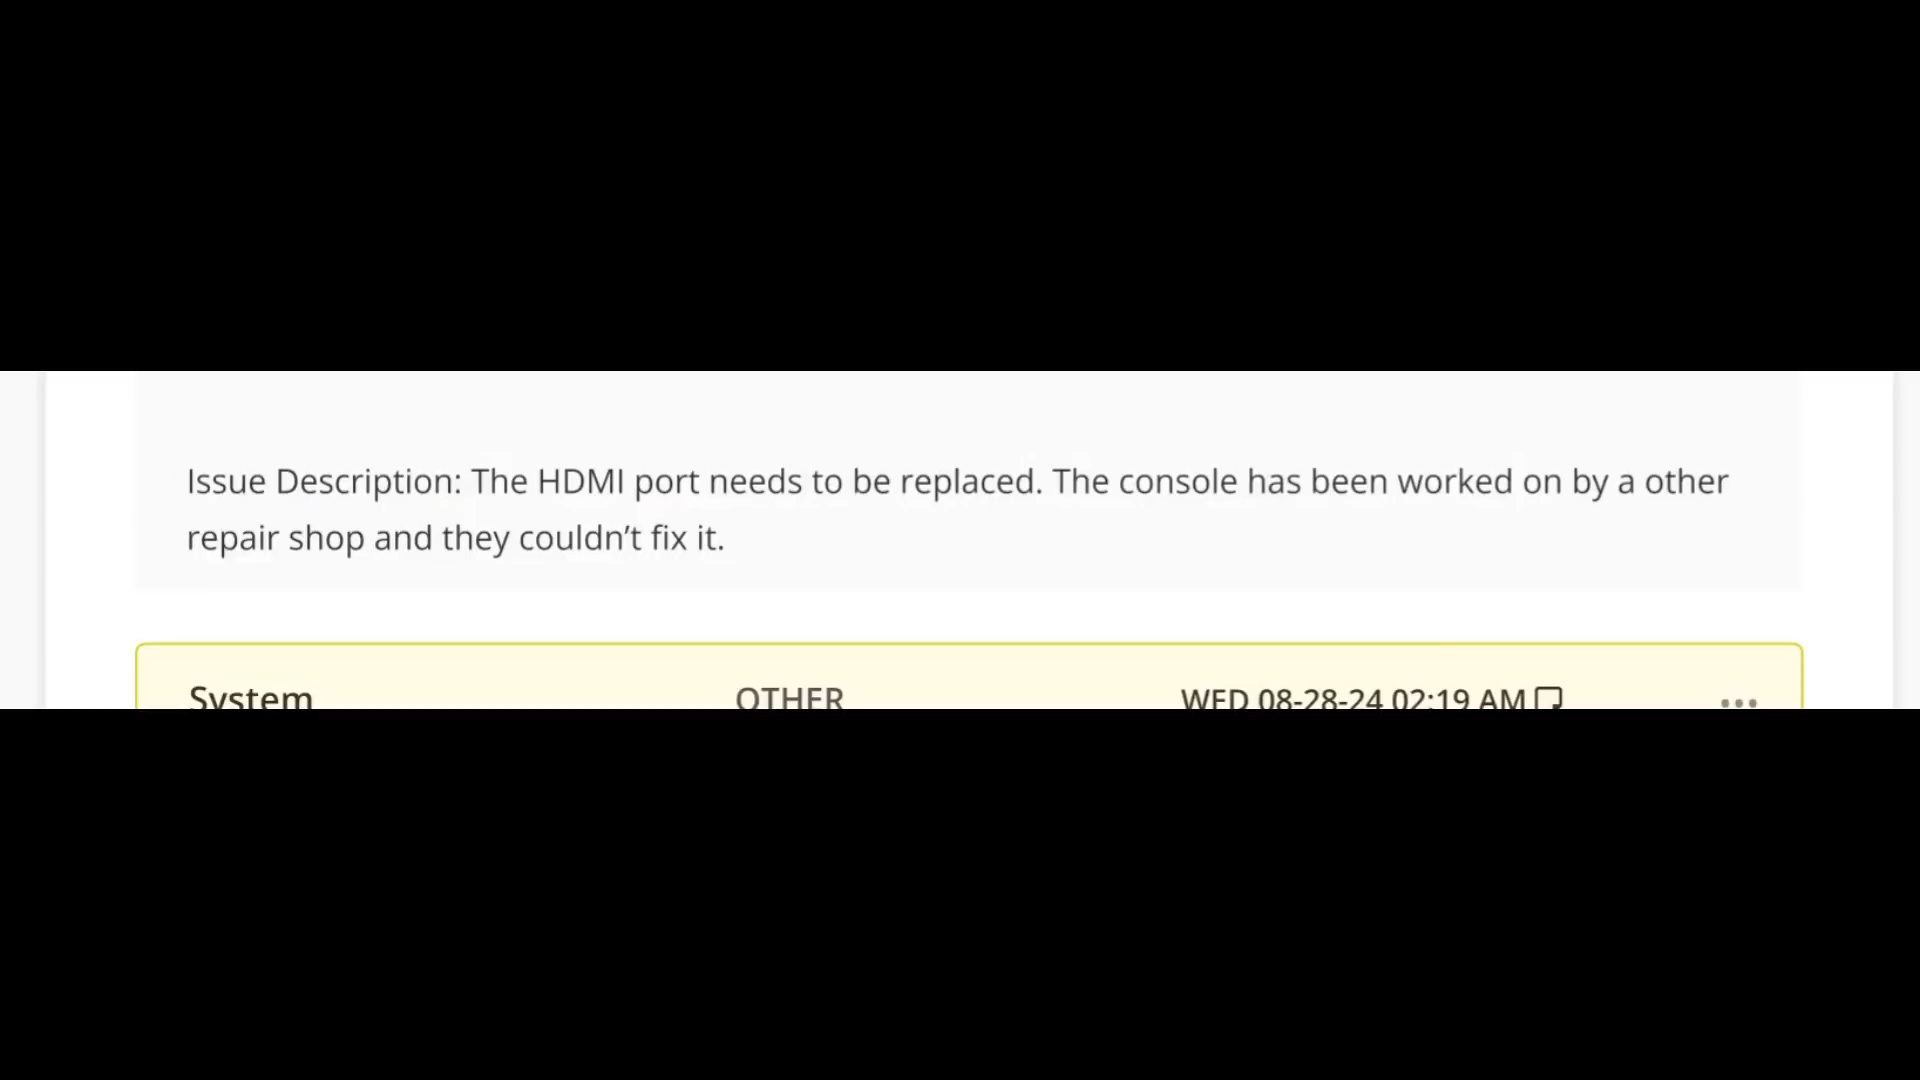 Issue Description: The HDMI port needs to be replaced. The console has been worked on by a other
repair shop and they couldn’t fix it.
System OTHER WED 08-28-24 02:19 AM